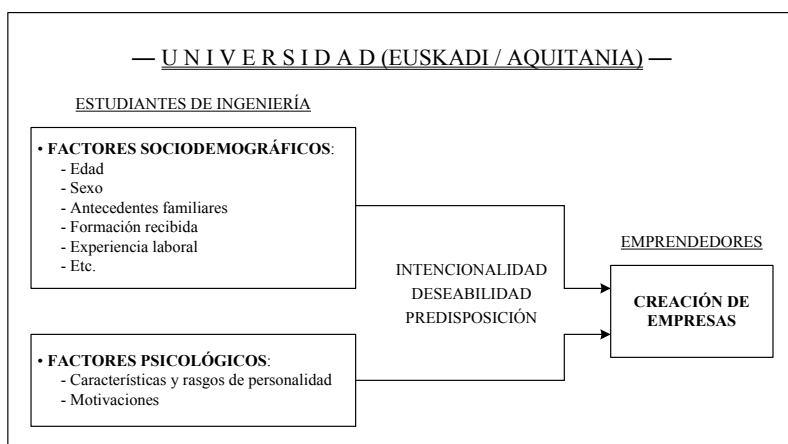 — U N I V E R S I D A D (EUSKADI / AQUITANIA) —
ESTUDIANTES DE INGENIERÍA
• FACTORES SOCIODEMOGRÁFICOS:
- Edad
- Sexo
- Antecedentes familiares
- Formación recibida
- Experiencia laboral
- Etc.
INTENCIONALIDAD
DESEABILIDAD
PREDISPOSICIÓN
EMPRENDEDORES
CREACIÓN DE
EMPRESAS
• FACTORES PSICOLÓGICOS:
- Características y rasgos de personalidad
- Motivaciones